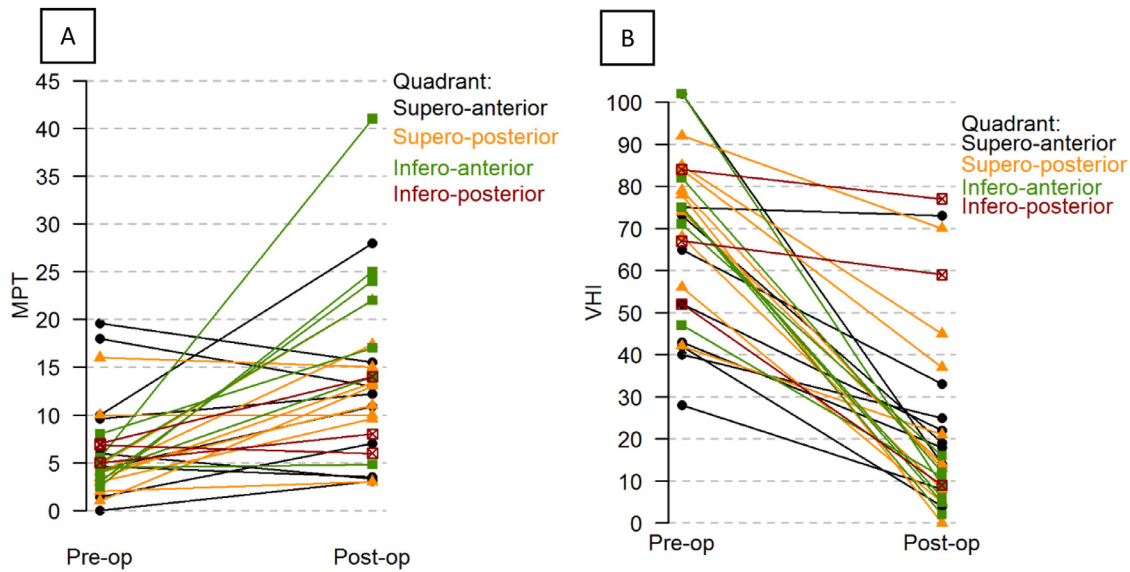 A
45
40
35
30
25
20
15
10
5
0
MPT
Pre-op
Post-op
Quadrant:
Supero-anterior
Supero-posterior
Infero-anterior
Infero-posterior
B
100
90
80
70
60
50
40
30
20
10
0
VHI
Pre-op
Post-op
Quadrant:
Supero-anterior
Supero-posterior
Infero-anterior
Infero-posterior